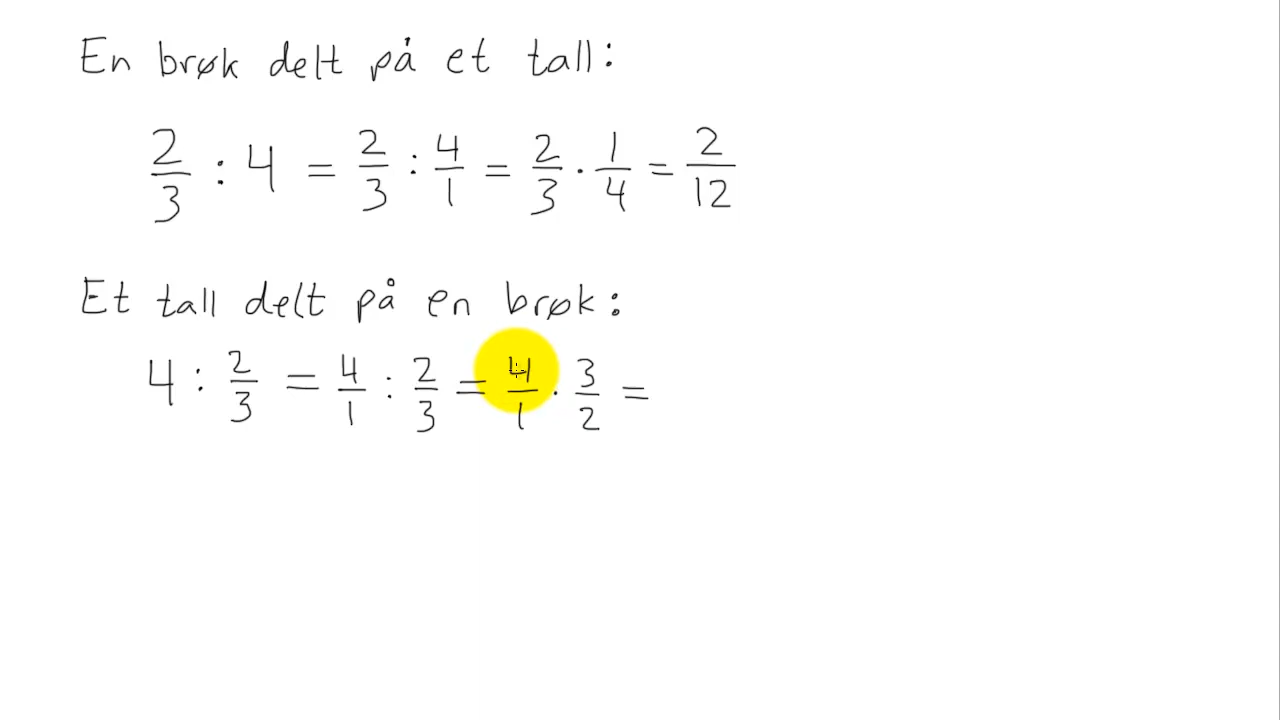 En brøk delt på et tall:
2/3 : 4 = 2/3 : 4/1 = 2/3 · 1/4 = 2/12
Et tall delt på en brøk:
4 : 2/3 = 4/1 : 2/3 = 4/1 · 3/2 =